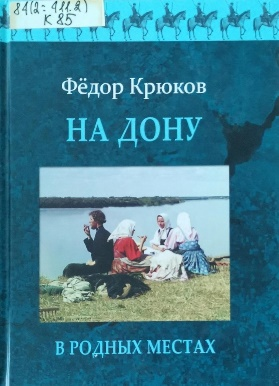 84(2=411.2)
К 85
Фёдор Крюков
НА ДОНУ
В РОДНЫХ МЕСТАХ